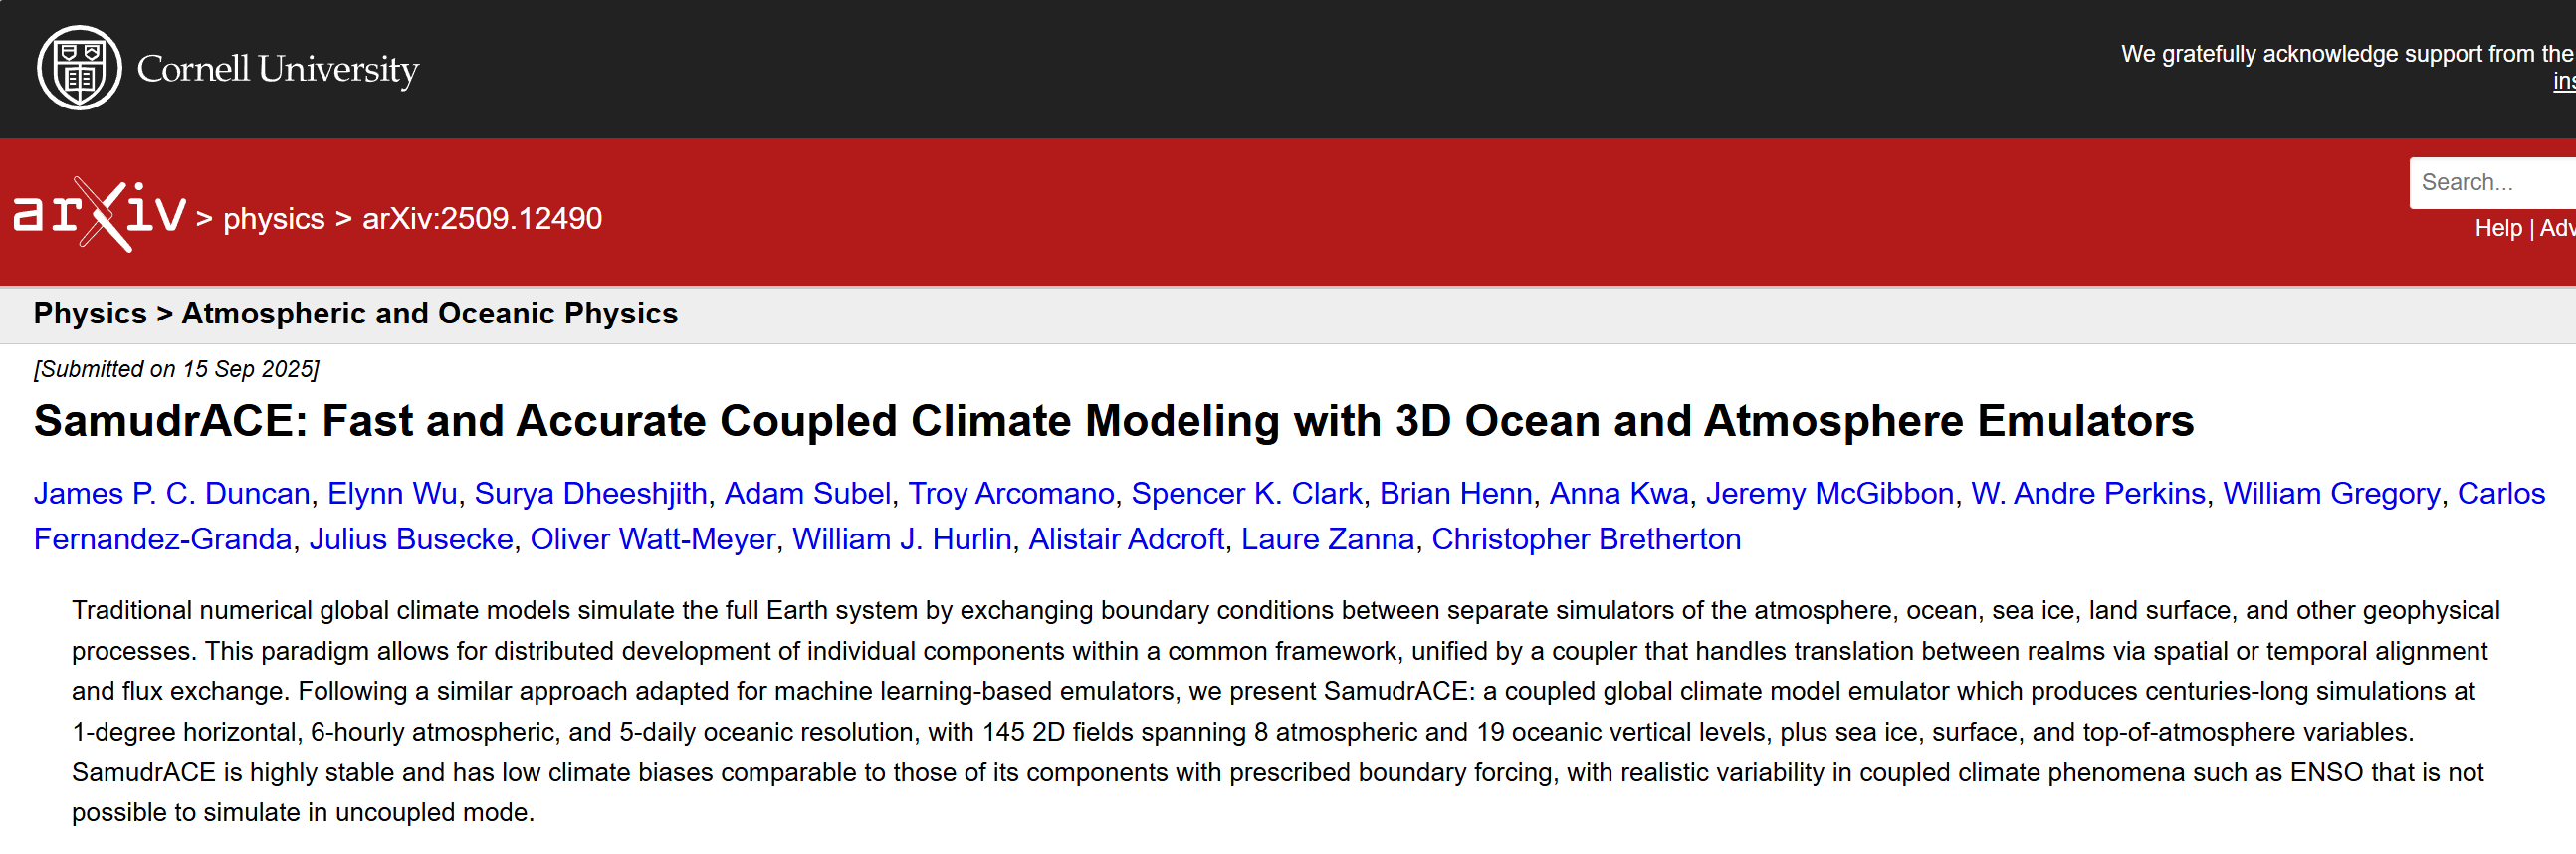 Cornell University
We gratefully acknowledge support from the
ins
arXiv > physics > arXiv:2509.12490
Search...
Help | Adv
Physics > Atmospheric and Oceanic Physics
[Submitted on 15 Sep 2025]
SamudrACE: Fast and Accurate Coupled Climate Modeling with 3D Ocean and Atmosphere Emulators
James P. C. Duncan, Elynn Wu, Surya Dheeshjith, Adam Subel, Troy Arcomano, Spencer K. Clark, Brian Henn, Anna Kwa, Jeremy McGibbon, W. Andre Perkins, William Gregory, Carlos
Fernandez-Granda, Julius Busecke, Oliver Watt-Meyer, William J. Hurlin, Alistair Adcroft, Laure Zanna, Christopher Bretherton
Traditional numerical global climate models simulate the full Earth system by exchanging boundary conditions between separate simulators of the atmosphere, ocean, sea ice, land surface, and other geophysical
processes. This paradigm allows for distributed development of individual components within a common framework, unified by a coupler that handles translation between realms via spatial or temporal alignment
and flux exchange. Following a similar approach adapted for machine learning-based emulators, we present SamudrACE: a coupled global climate model emulator which produces centuries-long simulations at
1-degree horizontal, 6-hourly atmospheric, and 5-daily oceanic resolution, with 145 2D fields spanning 8 atmospheric and 19 oceanic vertical levels, plus sea ice, surface, and top-of-atmosphere variables.
SamudrACE is highly stable and has low climate biases comparable to those of its components with prescribed boundary forcing, with realistic variability in coupled climate phenomena such as ENSO that is not
possible to simulate in uncoupled mode.